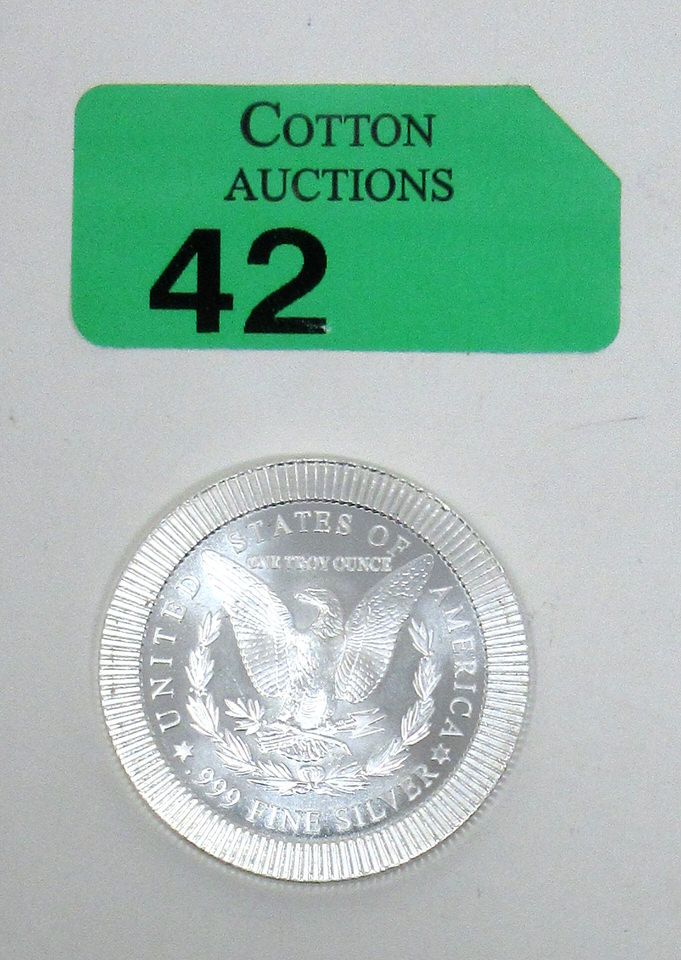 COTTON
AUCTIONS
42
UNITED STATES OF AMERICA
ONE TROY OUNCE
.999 FINE SILVER